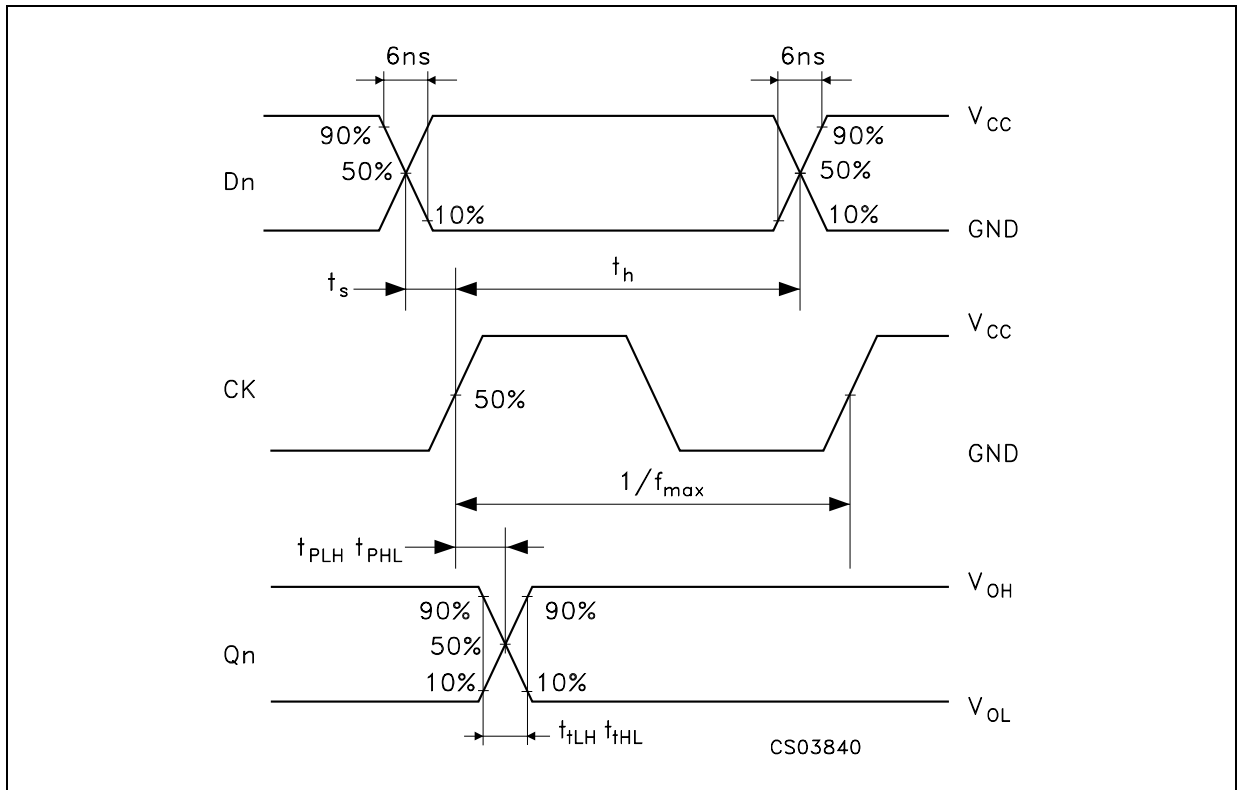 6ns 6ns
90% 90% VCC
50% 50%
Dn
10% 10%
GND
ts th
VCC
CK
50%
GND
1/fmax
tPLH tPHL
VOH
90% 90%
50%
Qn
10% 10%
VOL
ttLH ttHL
CS03840